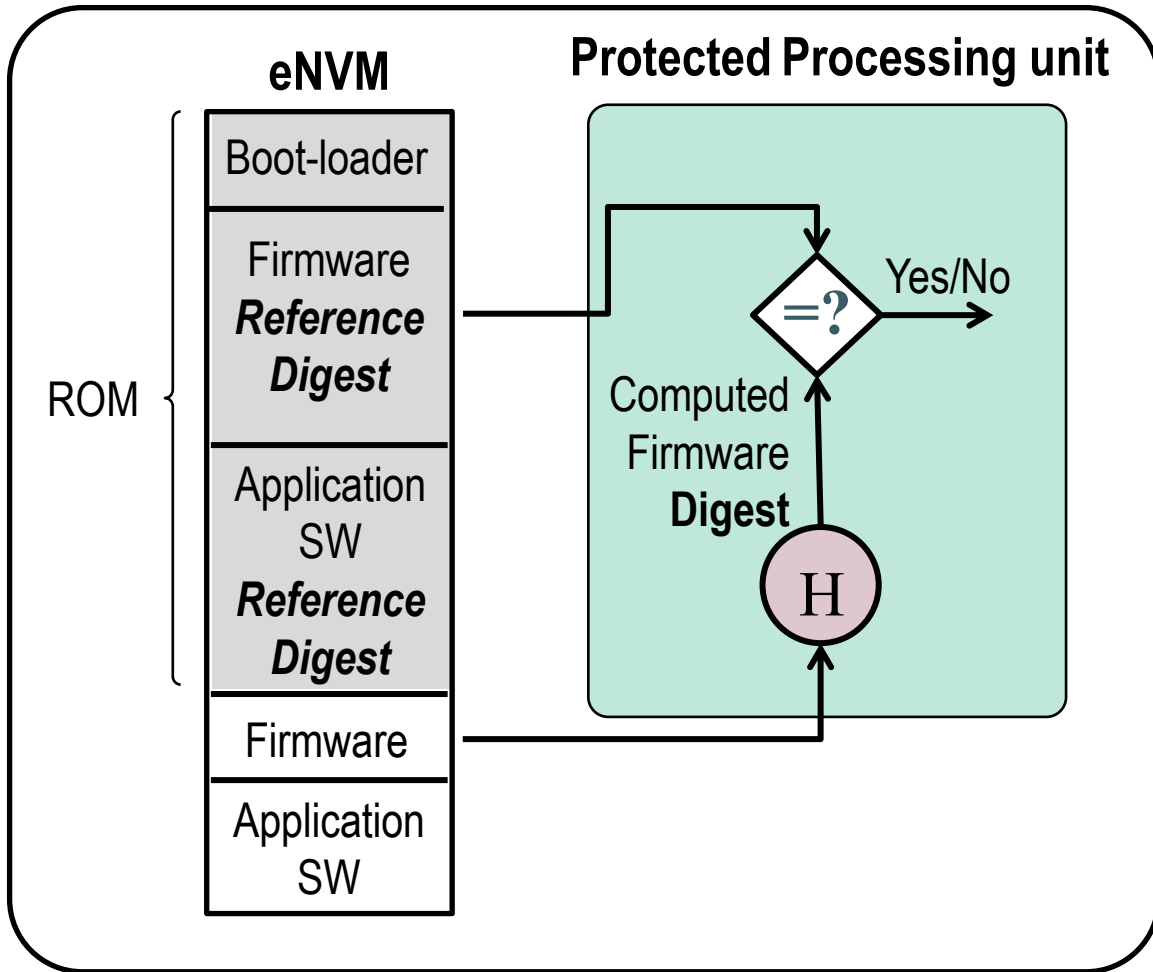 eNVM
Protected Processing unit
Boot-loader
Firmware
Reference
Digest
Application
SW
Reference
Digest
Firmware
Application
SW
ROM
=?
Yes/No
Computed
Firmware
Digest
H